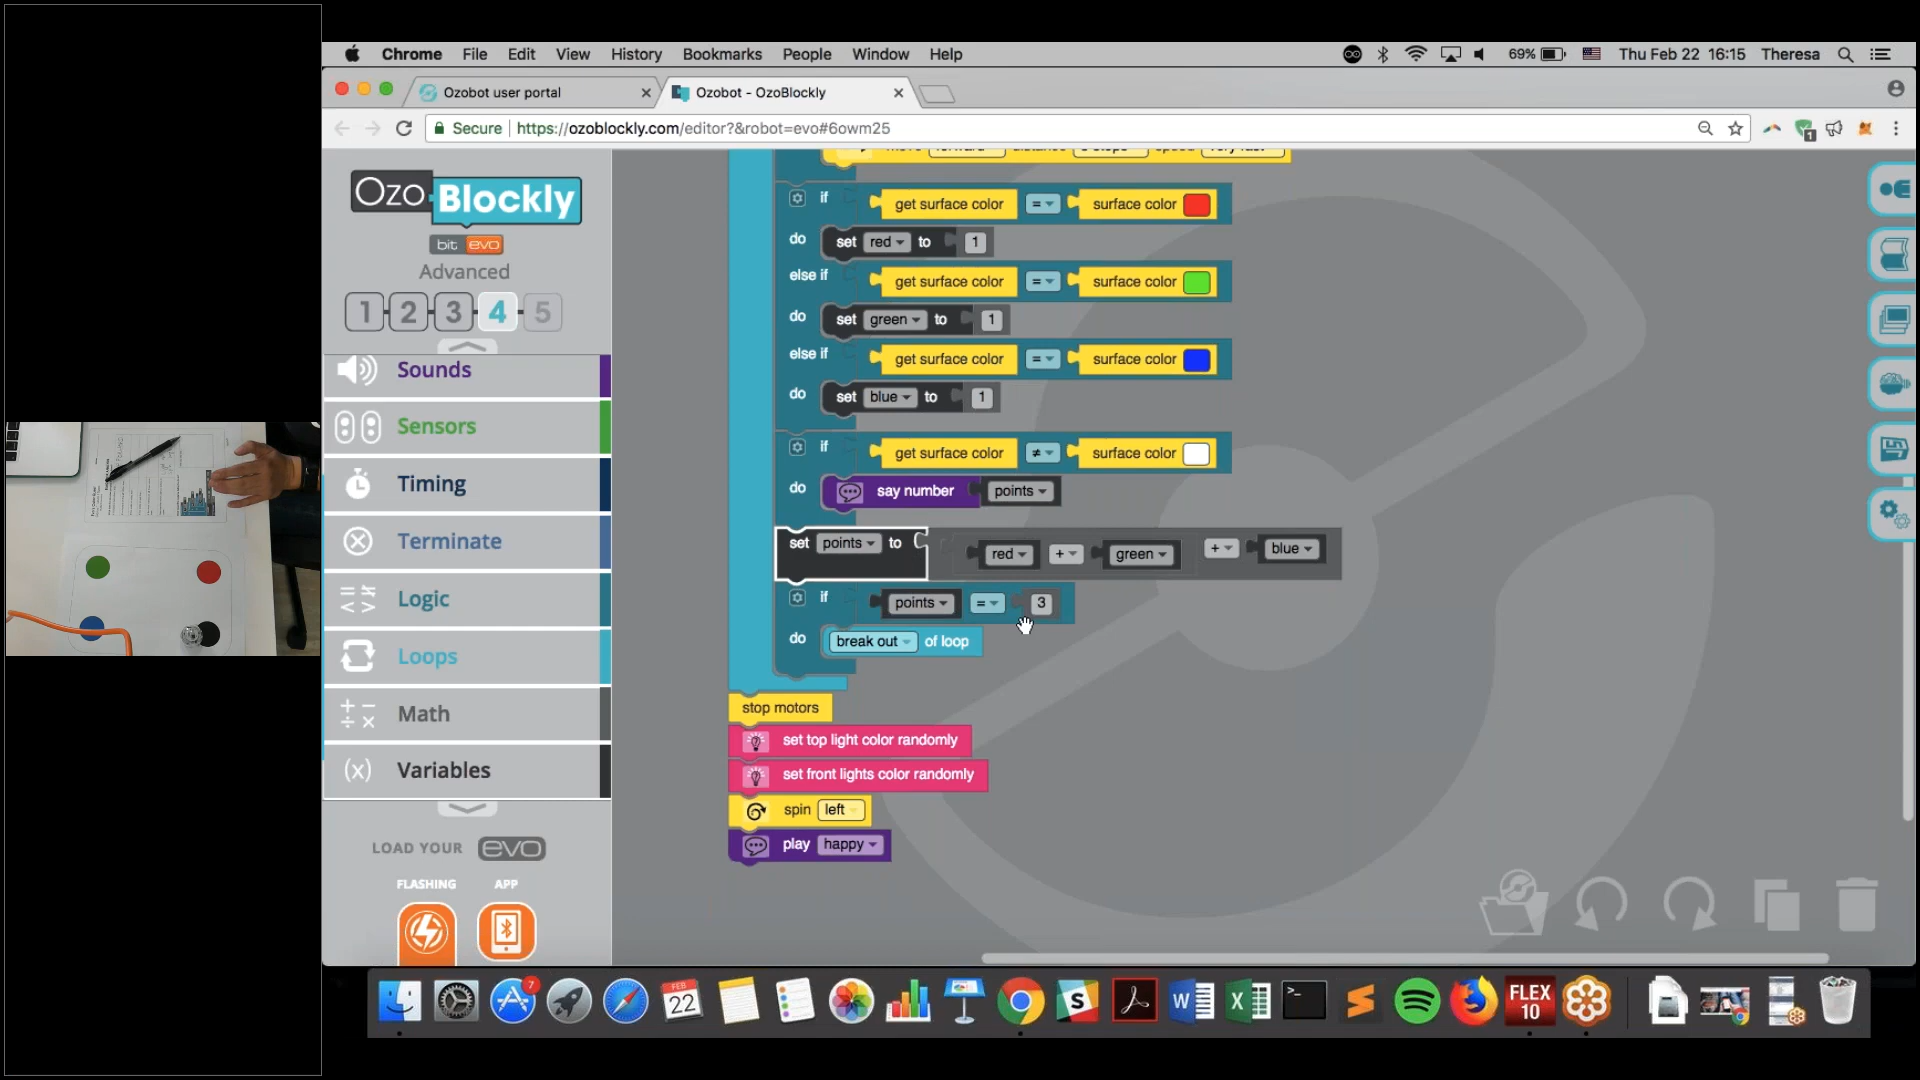 Chrome File Edit View History Bookmarks People Window Help 69% Thu Feb 22 16:15 Theresa
Ozobot user portal
Ozobot - OzoBlockly
Secure https://ozoblockly.com/editor?&robot=evo#6owm25
Ozo Blockly
bit evo
Advanced
1 2 3 4 5
Sounds
Sensors
Timing
Terminate
Logic
Loops
Math
Variables
LOAD YOUR evo
FLASHING APP
if get surface color = surface color
do set red to 1
else if get surface color = surface color
do set green to 1
else if get surface color = surface color
do set blue to 1
if get surface color ≠ surface color
do say number points
set points to red + green + blue
if points = 3
do break out of loop
stop motors
set top light color randomly
set front lights color randomly
spin left
play happy
7
FEB
22
FLEX
10